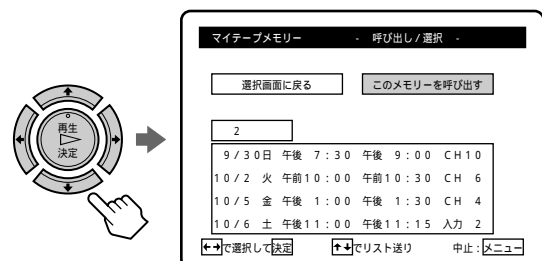 マイテープメモリー - 呼び出し/選択 -
選択画面に戻る このメモリーを呼び出す
再生
決定
2
9/30日 午後 7:30 午後 9:00 CH10
10/2 火 午前10:00 午前10:30 CH 6
10/5 金 午後 1:00 午後 1:30 CH 4
10/6 土 午後11:00 午後11:15 入力 2
←→で選択して決定 ↑↓でリスト送り 中止:メニュー